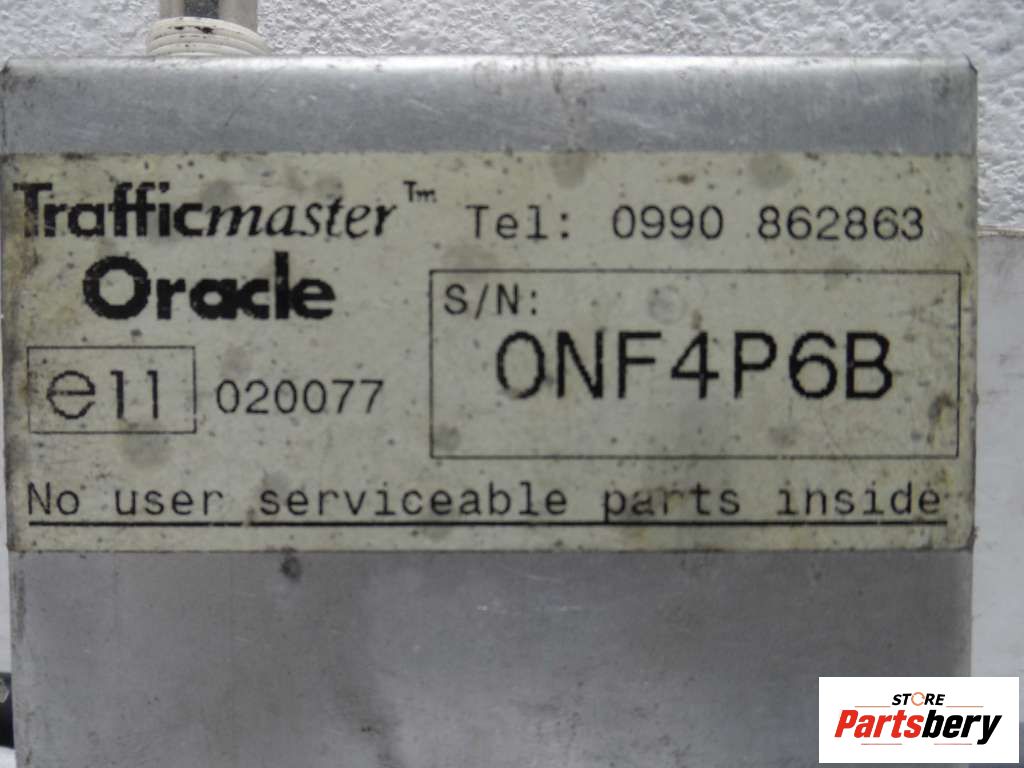 Trafficmaster™ Tel: 0990 862863
Oracle
S/N:
0NF4P6B
e11 020077
No user serviceable parts inside
STORE
Partsbery